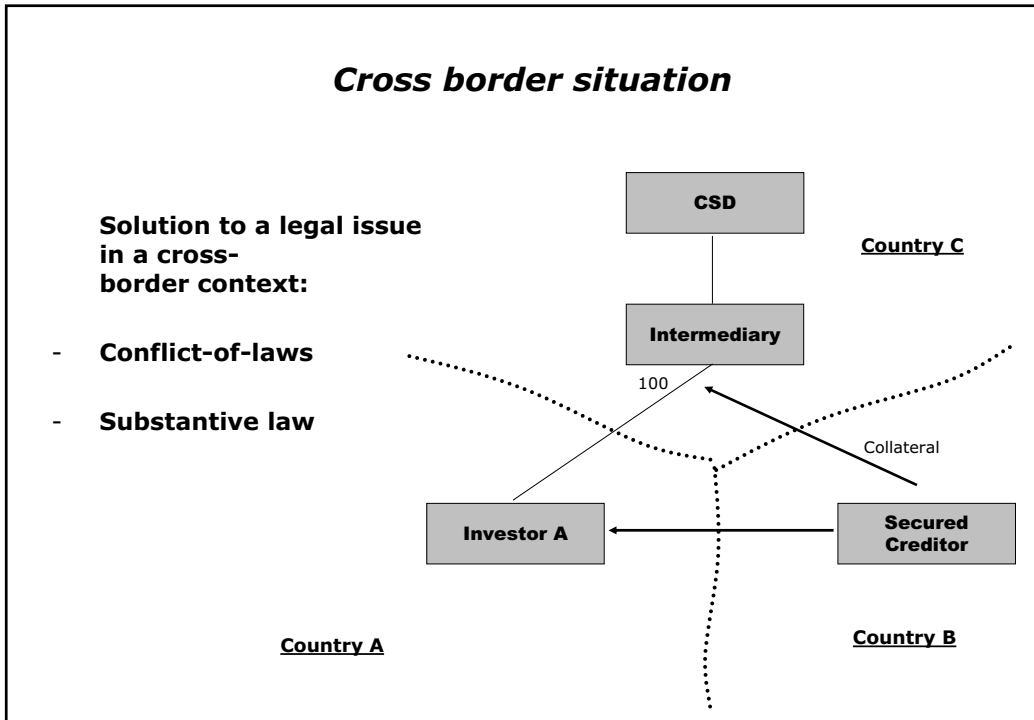 Cross border situation
Solution to a legal issue
in a cross-
border context:
- Conflict-of-laws
- Substantive law
CSD
Country C
Intermediary
100
Collateral
Investor A
Secured
Creditor
Country A
Country B